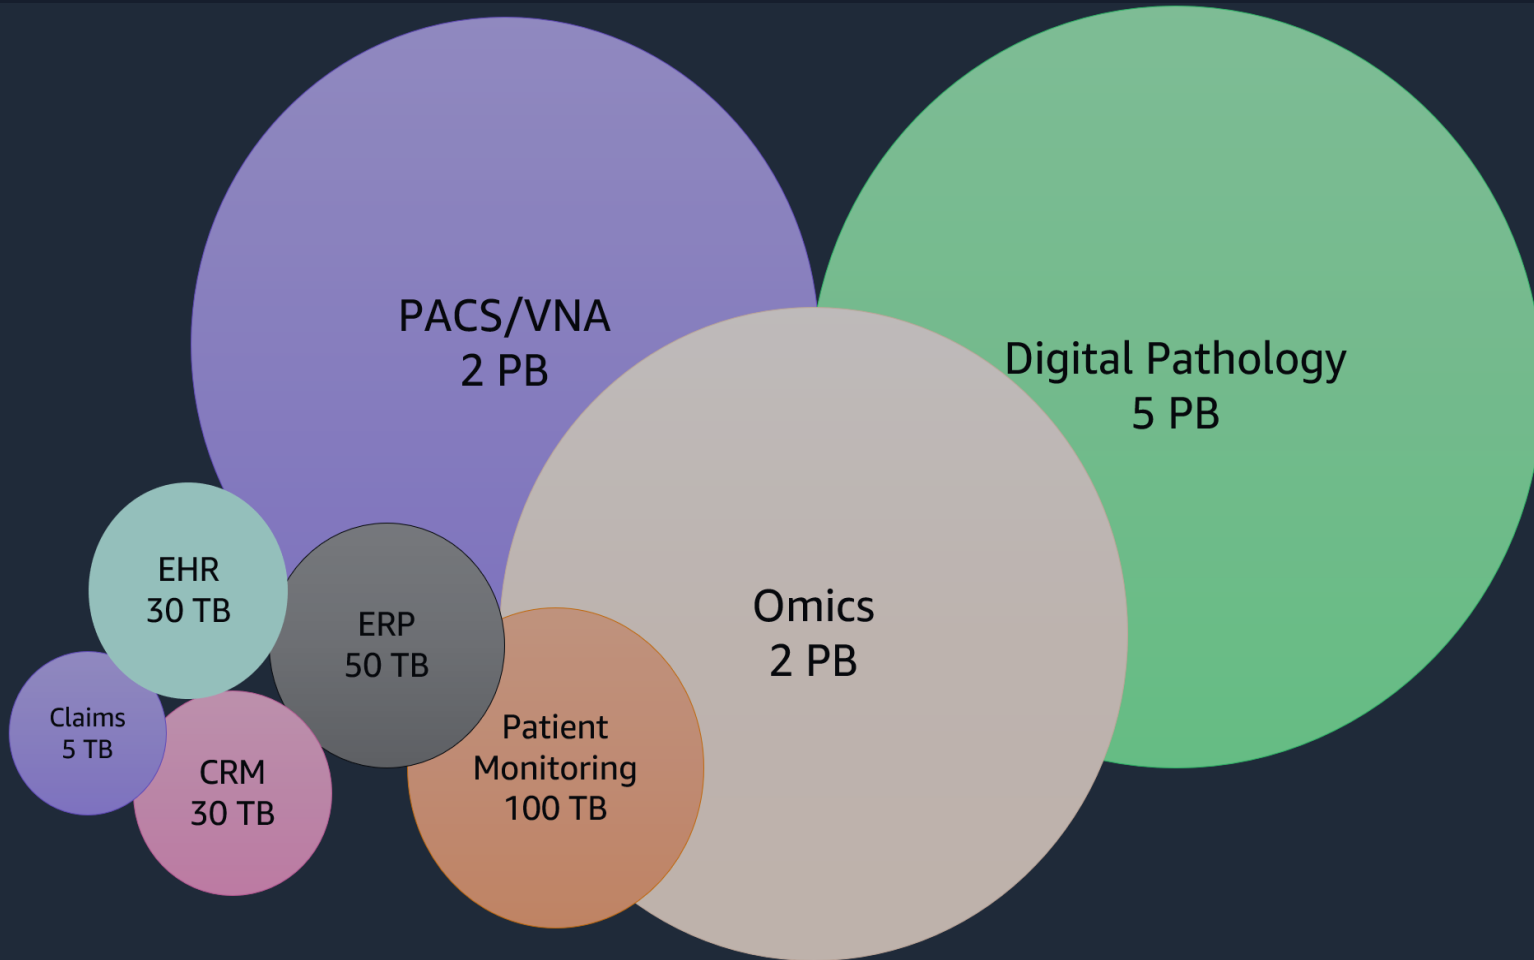 PACS/VNA
2 PB
Digital Pathology
5 PB
EHR
30 TB
ERP
50 TB
Omics
2 PB
Claims
5 TB
CRM
30 TB
Patient
Monitoring
100 TB